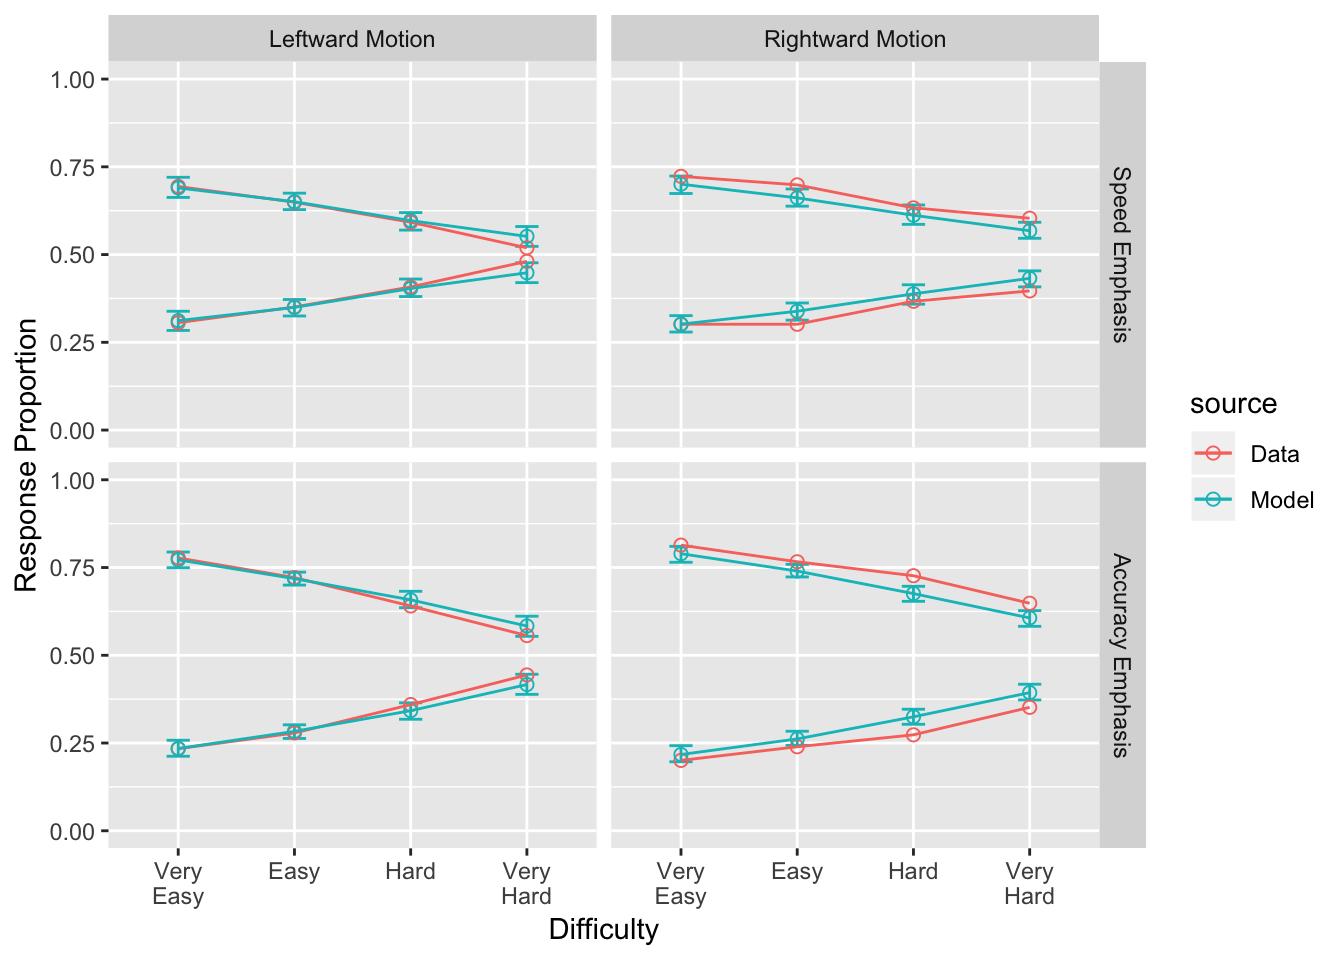 Leftward Motion
Rightward Motion
1.00
0.75
0.50
0.25
0.00
Speed Emphasis
1.00
0.75
0.50
0.25
0.00
Accuracy Emphasis
Response Proportion
Very
Easy
Easy
Hard
Very
Hard
Very
Easy
Easy
Hard
Very
Hard
Difficulty
source
Data
Model